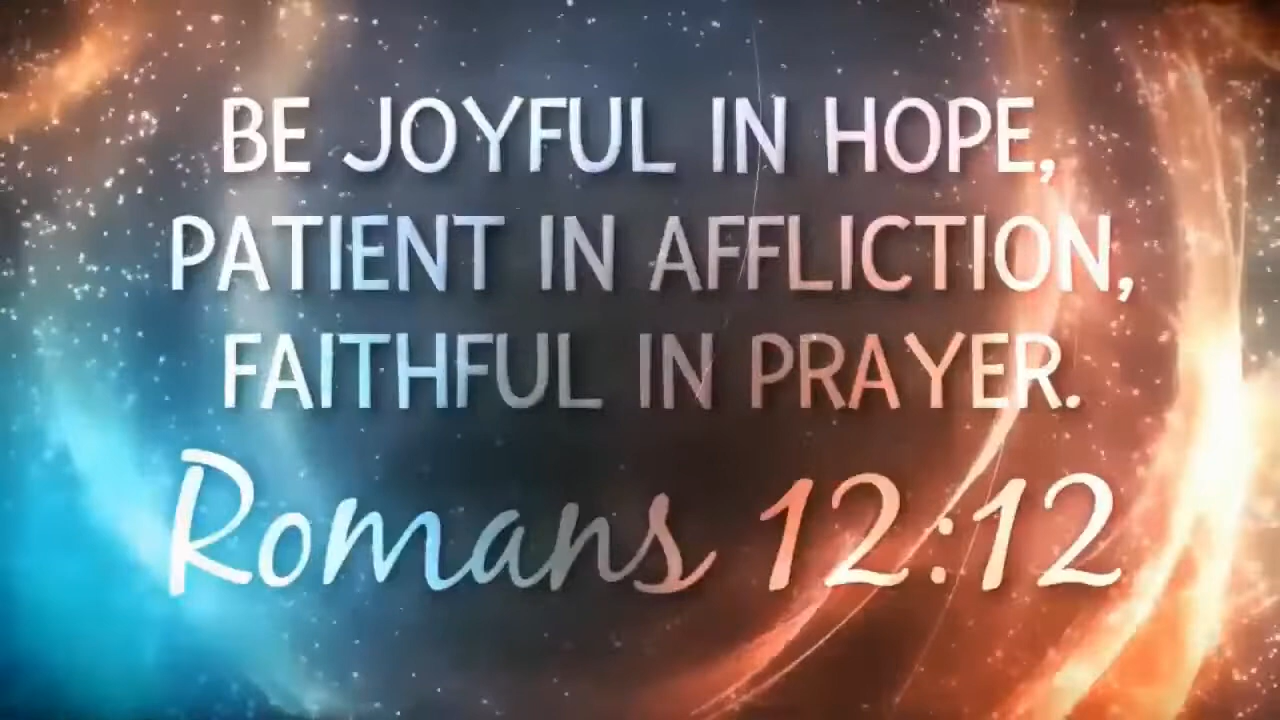 BE JOYFUL IN HOPE,
PATIENT IN AFFLICTION,
FAITHFUL IN PRAYER.
Romans 12:12